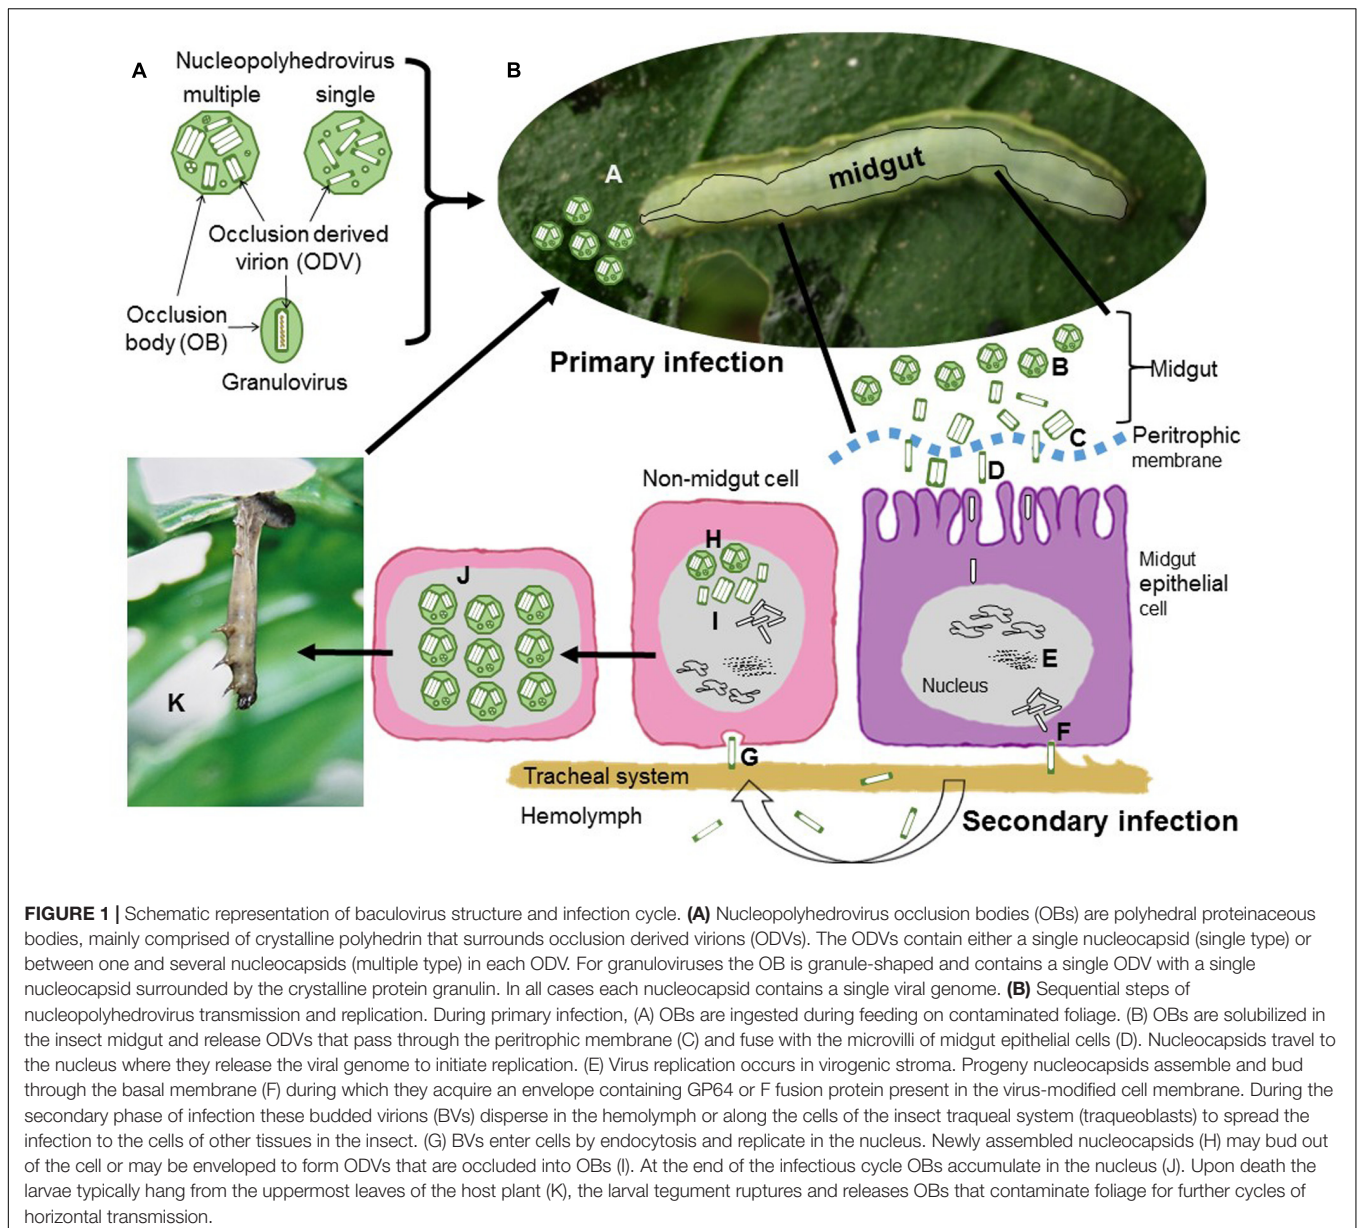 A
Nucleopolyhedrovirus
multiple
single
Occlusion derived
virion (ODV)
Occlusion
body (OB)
Granulovirus
B
A
midgut
Primary infection
B
Midgut
C
Peritrophic
membrane
D
Non-midgut cell
H
I
J
K
Midgut
epithelial
cell
E
Nucleus
F
G
Tracheal system
Hemolymph
Secondary infection
FIGURE 1 | Schematic representation of baculovirus structure and infection cycle. (A) Nucleopolyhedrovirus occlusion bodies (OBs) are polyhedral proteinaceous
bodies, mainly comprised of crystalline polyhedrin that surrounds occlusion derived virions (ODVs). The ODVs contain either a single nucleocapsid (single type) or
between one and several nucleocapsids (multiple type) in each ODV. For granuloviruses the OB is granule-shaped and contains a single ODV with a single
nucleocapsid surrounded by the crystalline protein granulin. In all cases each nucleocapsid contains a single viral genome. (B) Sequential steps of
nucleopolyhedrovirus transmission and replication. During primary infection, (A) OBs are ingested during feeding on contaminated foliage. (B) OBs are solubilized in
the insect midgut and release ODVs that pass through the peritrophic membrane (C) and fuse with the microvilli of midgut epithelial cells (D). Nucleocapsids travel to
the nucleus where they release the viral genome to initiate replication. (E) Virus replication occurs in virogenic stroma. Progeny nucleocapsids assemble and bud
through the basal membrane (F) during which they acquire an envelope containing GP64 or F fusion protein present in the virus-modified cell membrane. During the
secondary phase of infection these budded virions (BVs) disperse in the hemolymph or along the cells of the insect traqueal system (traqueoblasts) to spread the
infection to the cells of other tissues in the insect. (G) BVs enter cells by endocytosis and replicate in the nucleus. Newly assembled nucleocapsids (H) may bud out
of the cell or may be enveloped to form ODVs that are occluded into OBs (I). At the end of the infectious cycle OBs accumulate in the nucleus (J). Upon death the
larvae typically hang from the uppermost leaves of the host plant (K), the larval tegument ruptures and releases OBs that contaminate foliage for further cycles of
horizontal transmission.